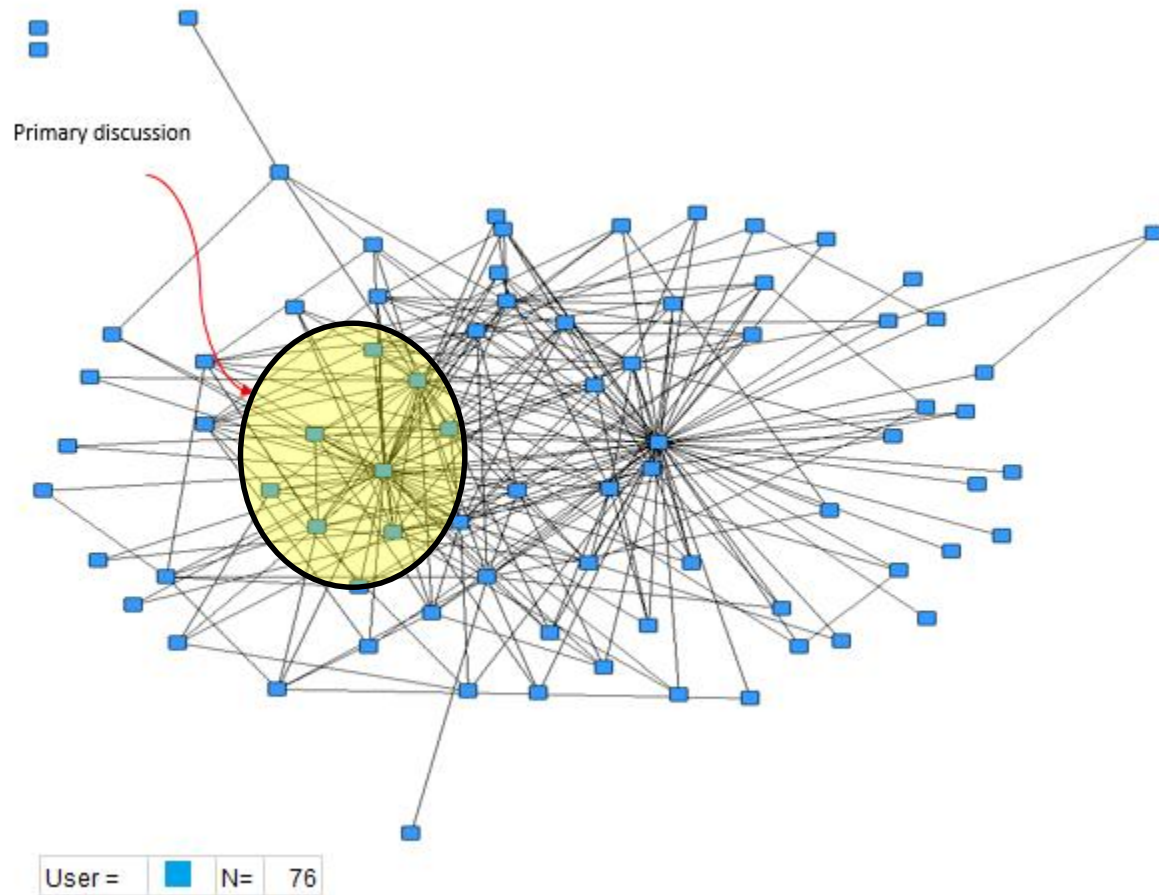 Primary discussion
User = N= 76